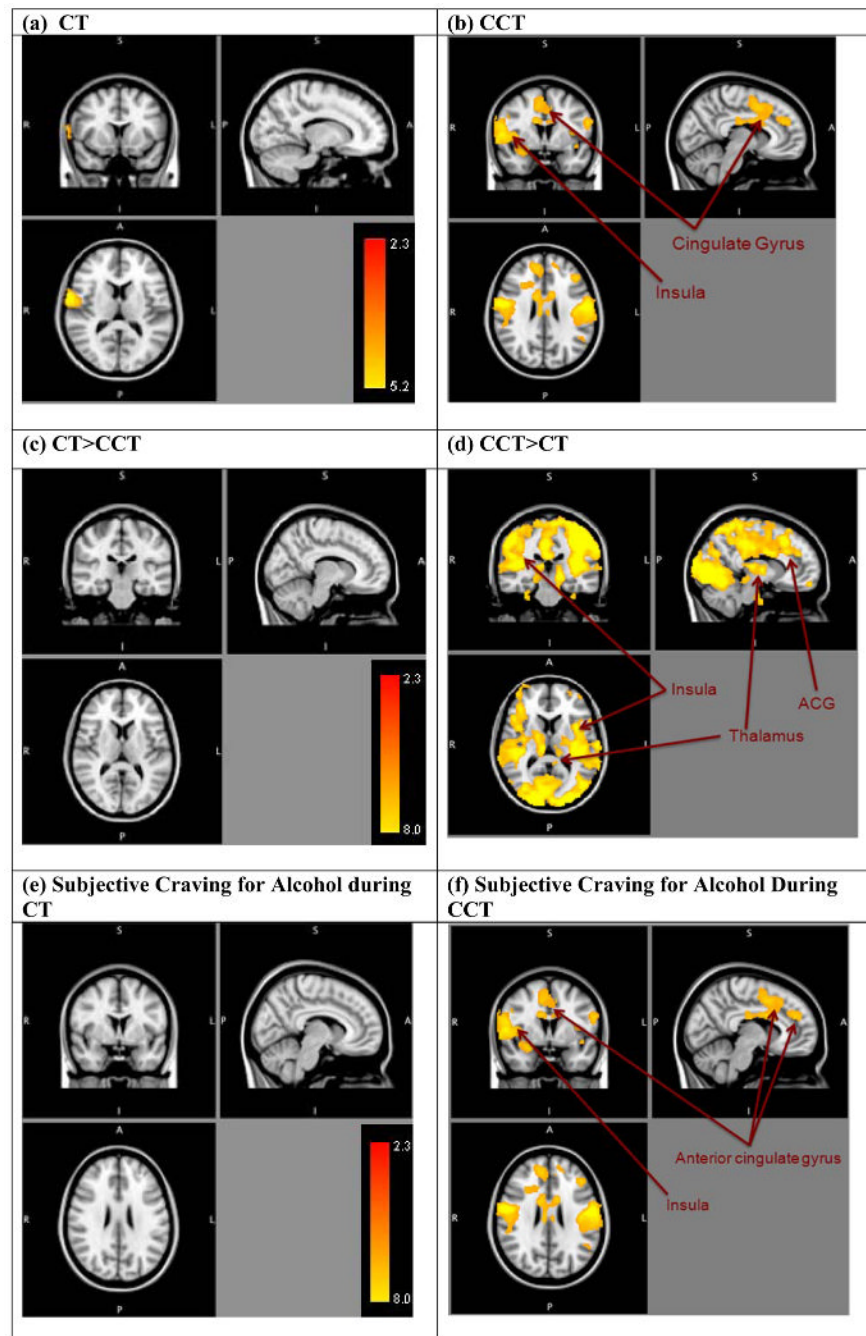 (a) CT
S
R
P
A
I
A
R
L
P
2.3
5.2
(b) CCT
S
S
R
L
P
A
I
I
A
R
L
P
Cingulate Gyrus
Insula
(c) CT>CCT
S
S
R
L
P
A
I
I
A
R
L
P
2.3
8.0
(d) CCT>CT
S
S
R
L
P
A
I
I
A
R
P
Insula
ACG
Thalamus
(e) Subjective Craving for Alcohol during
CT
S
S
R
L
P
A
I
I
A
R
L
P
2.3
8.0
(f) Subjective Craving for Alcohol During
CCT
S
S
R
L
P
A
I
I
A
R
L
P
Anterior cingulate gyrus
Insula